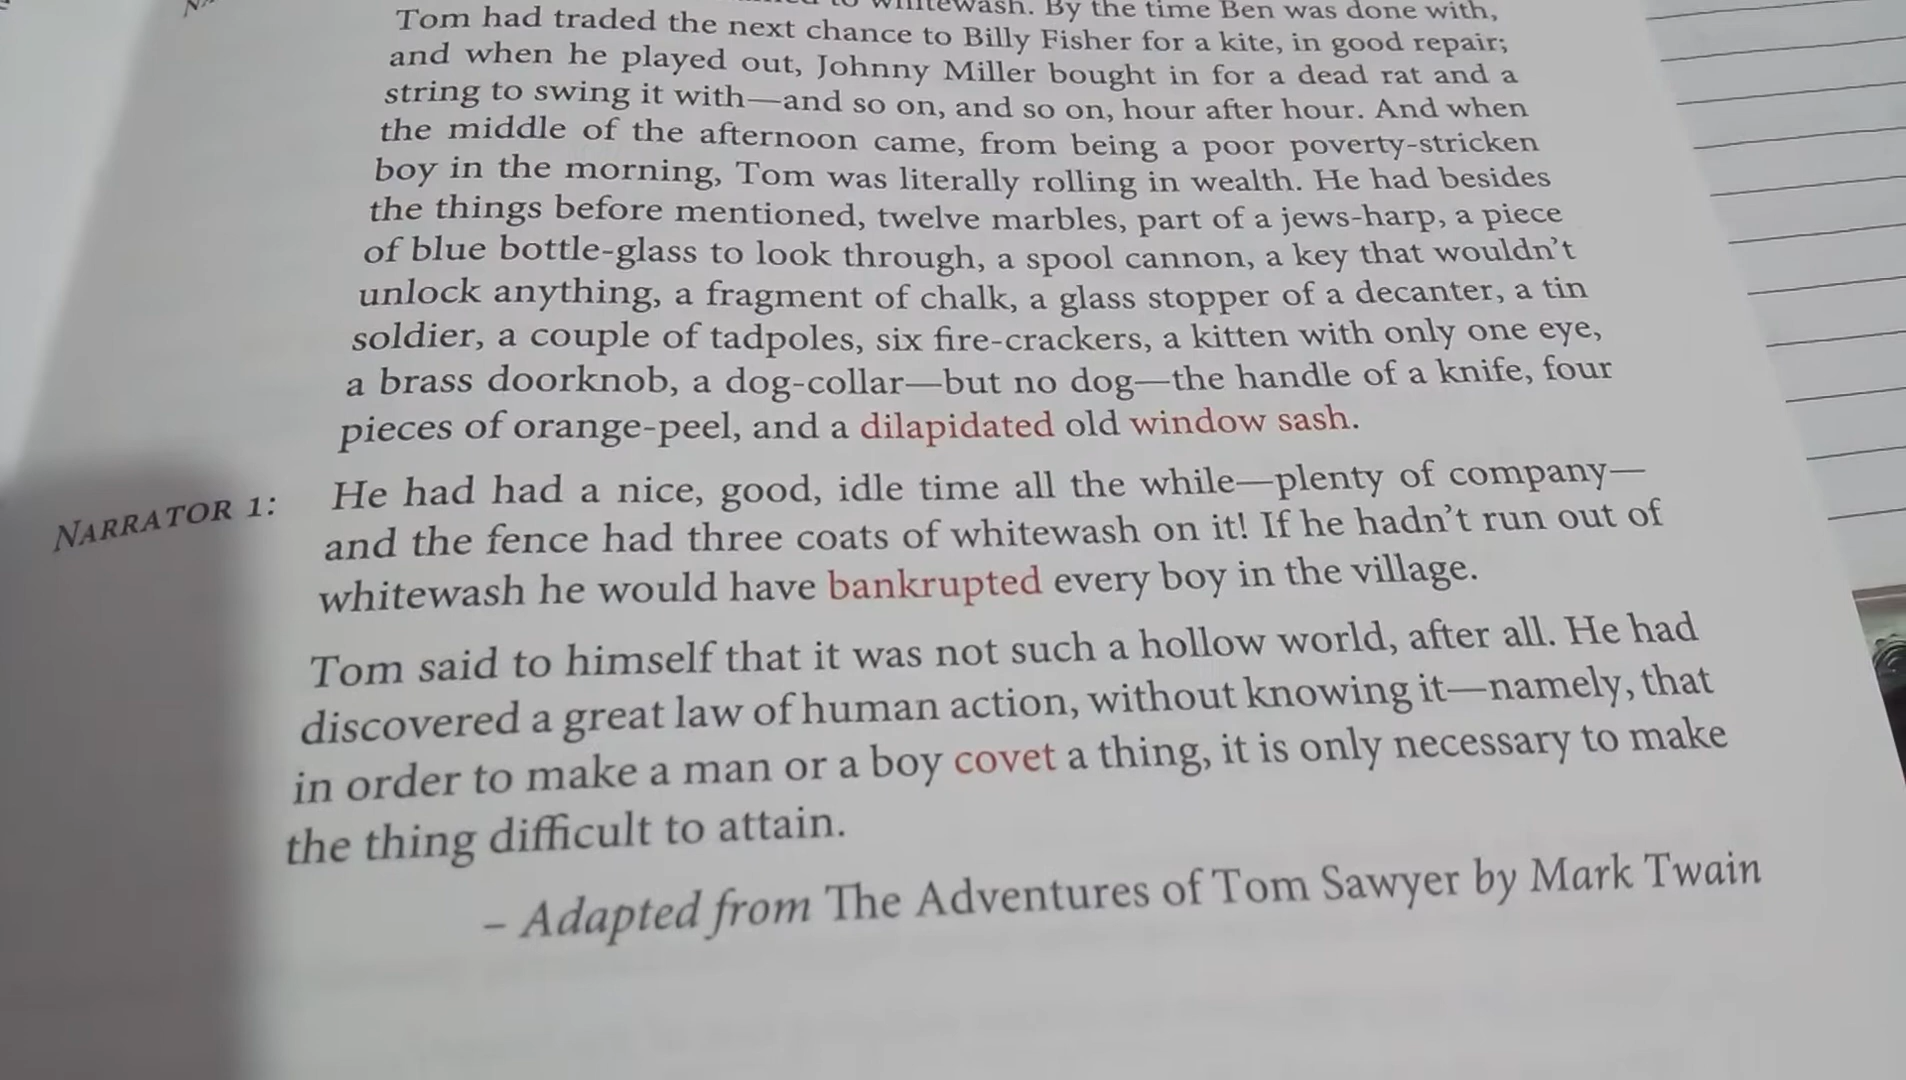 to whitewash. By the time Ben was done with,
Tom had traded the next chance to Billy Fisher for a kite, in good repair;
and when he played out, Johnny Miller bought in for a dead rat and a
string to swing it with—and so on, and so on, hour after hour. And when
the middle of the afternoon came, from being a poor poverty-stricken
boy in the morning, Tom was literally rolling in wealth. He had besides
the things before mentioned, twelve marbles, part of a jews-harp, a piece
of blue bottle-glass to look through, a spool cannon, a key that wouldn't
unlock anything, a fragment of chalk, a glass stopper of a decanter, a tin
soldier, a couple of tadpoles, six fire-crackers, a kitten with only one eye,
a brass doorknob, a dog-collar—but no dog—the handle of a knife, four
pieces of orange-peel, and a dilapidated old window sash.
NARRATOR 1: He had had a nice, good, idle time all the while—plenty of company—
and the fence had three coats of whitewash on it! If he hadn't run out of
whitewash he would have bankrupted every boy in the village.
Tom said to himself that it was not such a hollow world, after all. He had
discovered a great law of human action, without knowing it—namely, that
in order to make a man or a boy covet a thing, it is only necessary to make
the thing difficult to attain.
– Adapted from The Adventures of Tom Sawyer by Mark Twain